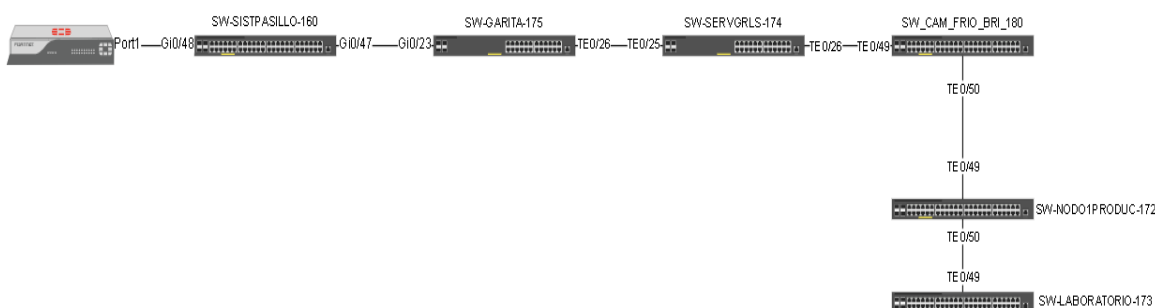 SW-SISTPASILLO-160
SW-GARITA-175
SW-SERVGRLS-174
SW_CAM_FRIO_BRI_180
Port1
Gi0/48
Gi0/47
Gi0/23
TE0/26
TE0/25
TE0/26
TE0/49
TE0/50
TE0/49
SW-NODO1PRODUC-172
TE0/50
TE0/49
SW-LABORATORIO-173